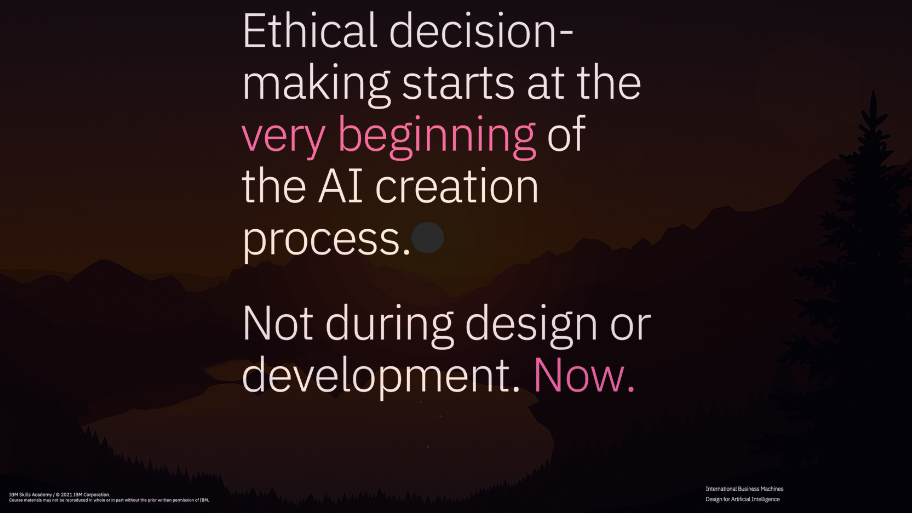 Ethical decision-
making starts at the
very beginning of
the AI creation
process.
Not during design or
development. Now.
IBM Skills Academy / © 2021 IBM Corporation.
Course materials may not be reproduced in whole or in part without the prior written permission of IBM.
International Business Machines
Design for Artificial Intelligence